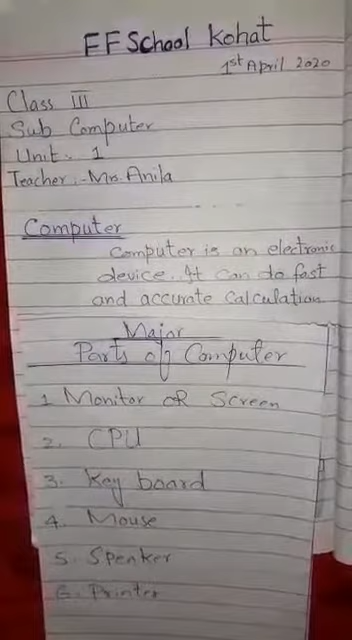 FF School Kohat
1st April 2020
Class III
Sub Computer
Unit. 1
Teacher:-Mrs. Anila
Computer
Computer is an electronic
device. It can do fast
and accurate calculation
Major
Parts of Computer
1 Monitor OR Screen
2. CPU
3. Key board
4. Mouse
5. Speaker
6. Printer